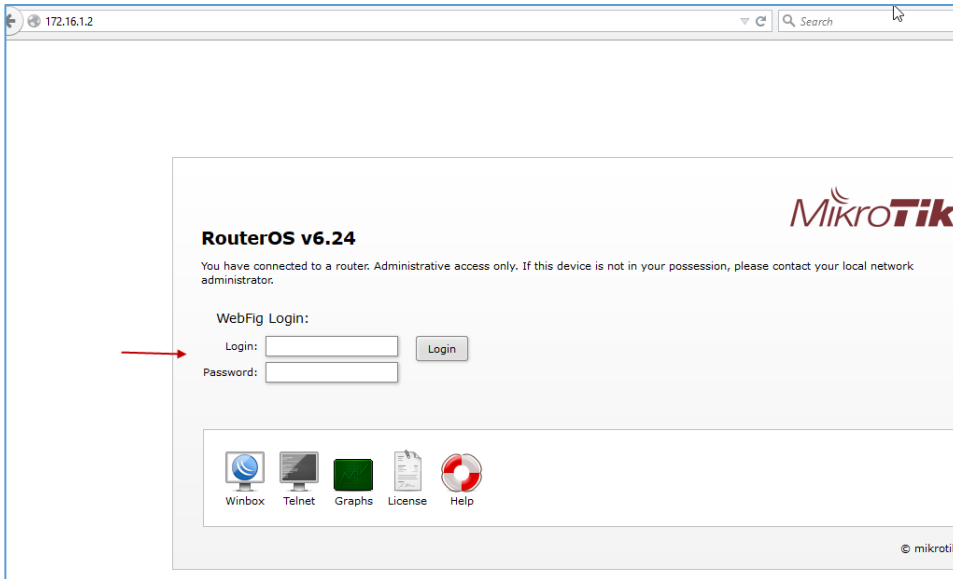 172.16.1.2
Search
MikroTik
RouterOS v6.24
You have connected to a router. Administrative access only. If this device is not in your possession, please contact your local network
administrator.
WebFig Login:
Login:
Login
Password:
Winbox Telnet Graphs License Help
© mikroti